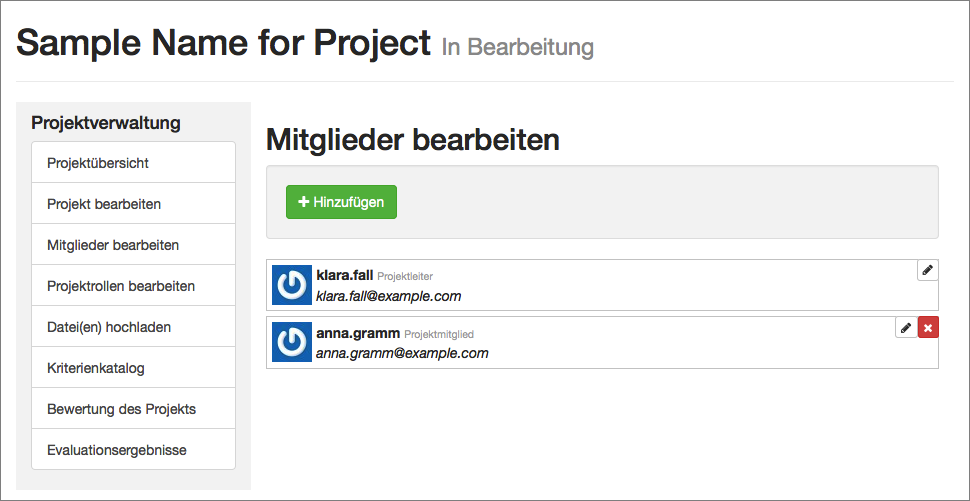 Sample Name for Project In Bearbeitung
Projektverwaltung
Projektübersicht
Projekt bearbeiten
Mitglieder bearbeiten
Projektrollen bearbeiten
Datei(en) hochladen
Kriterienkatalog
Bewertung des Projekts
Evaluationsergebnisse
Mitglieder bearbeiten
Hinzufügen
klara.fall Projektleiter
klara.fall@example.com
anna.gramm Projektmitglied
anna.gramm@example.com